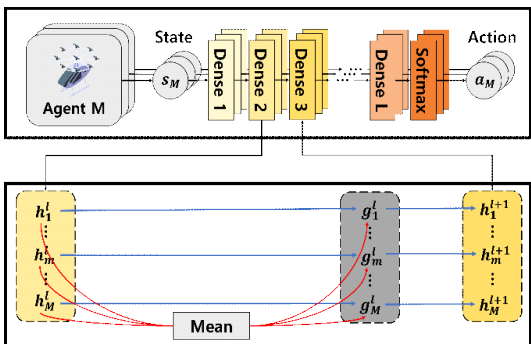 State
Action
Agent M
s_M
Dense 1
Dense 2
Dense 3
Dense L
Softmax
a_M
h_1^l
g_1^l
h_1^{l+1}
⋮
⋮
⋮
h_m^l
g_m^l
h_m^{l+1}
⋮
⋮
⋮
h_M^l
g_M^l
h_M^{l+1}
Mean